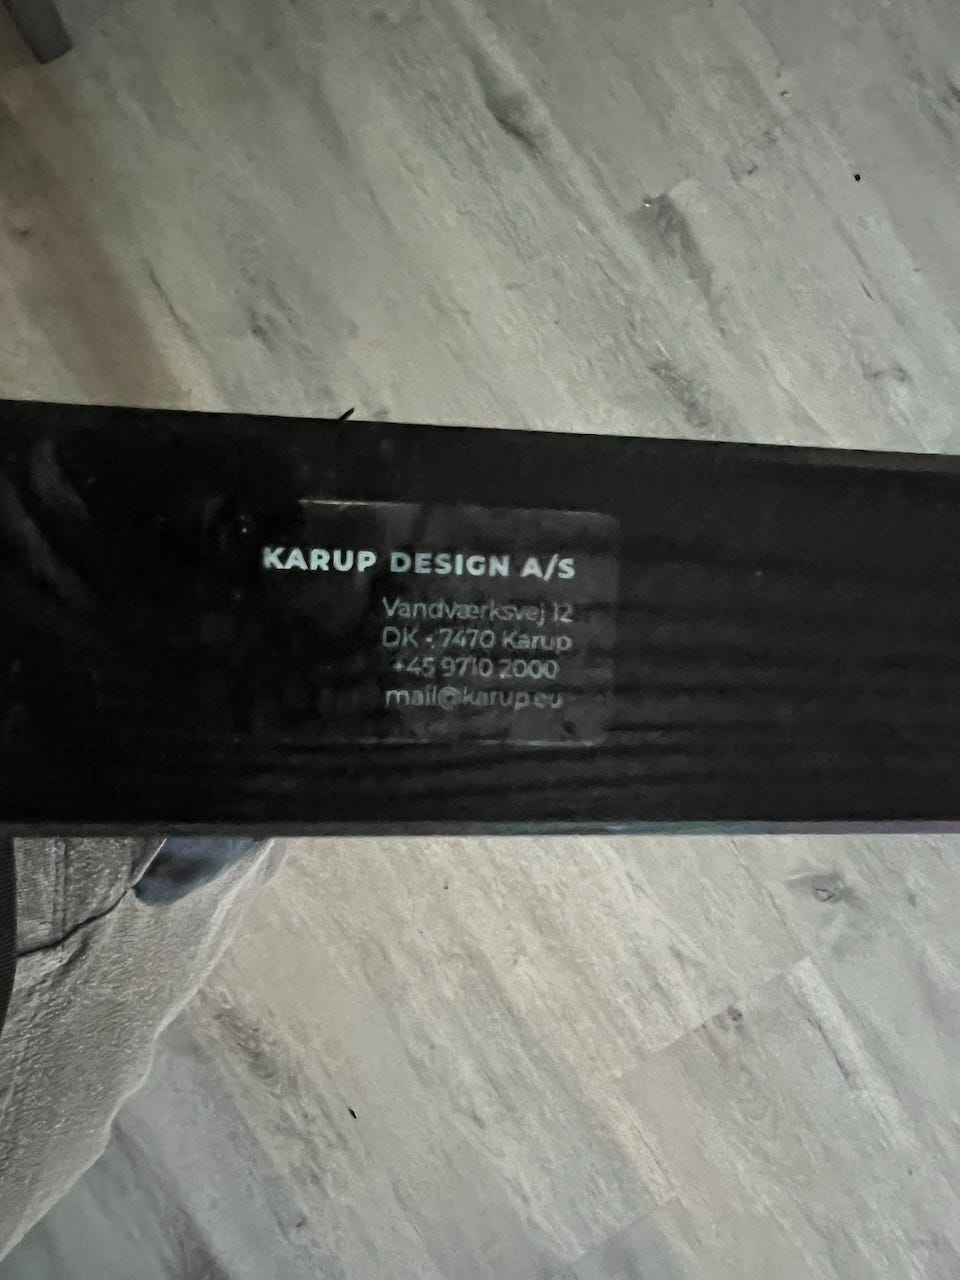 KARUP DESIGN A/S
Vandværksvej 12
DK - 7470 Karup
+45 9710 2000
mail@karup.eu